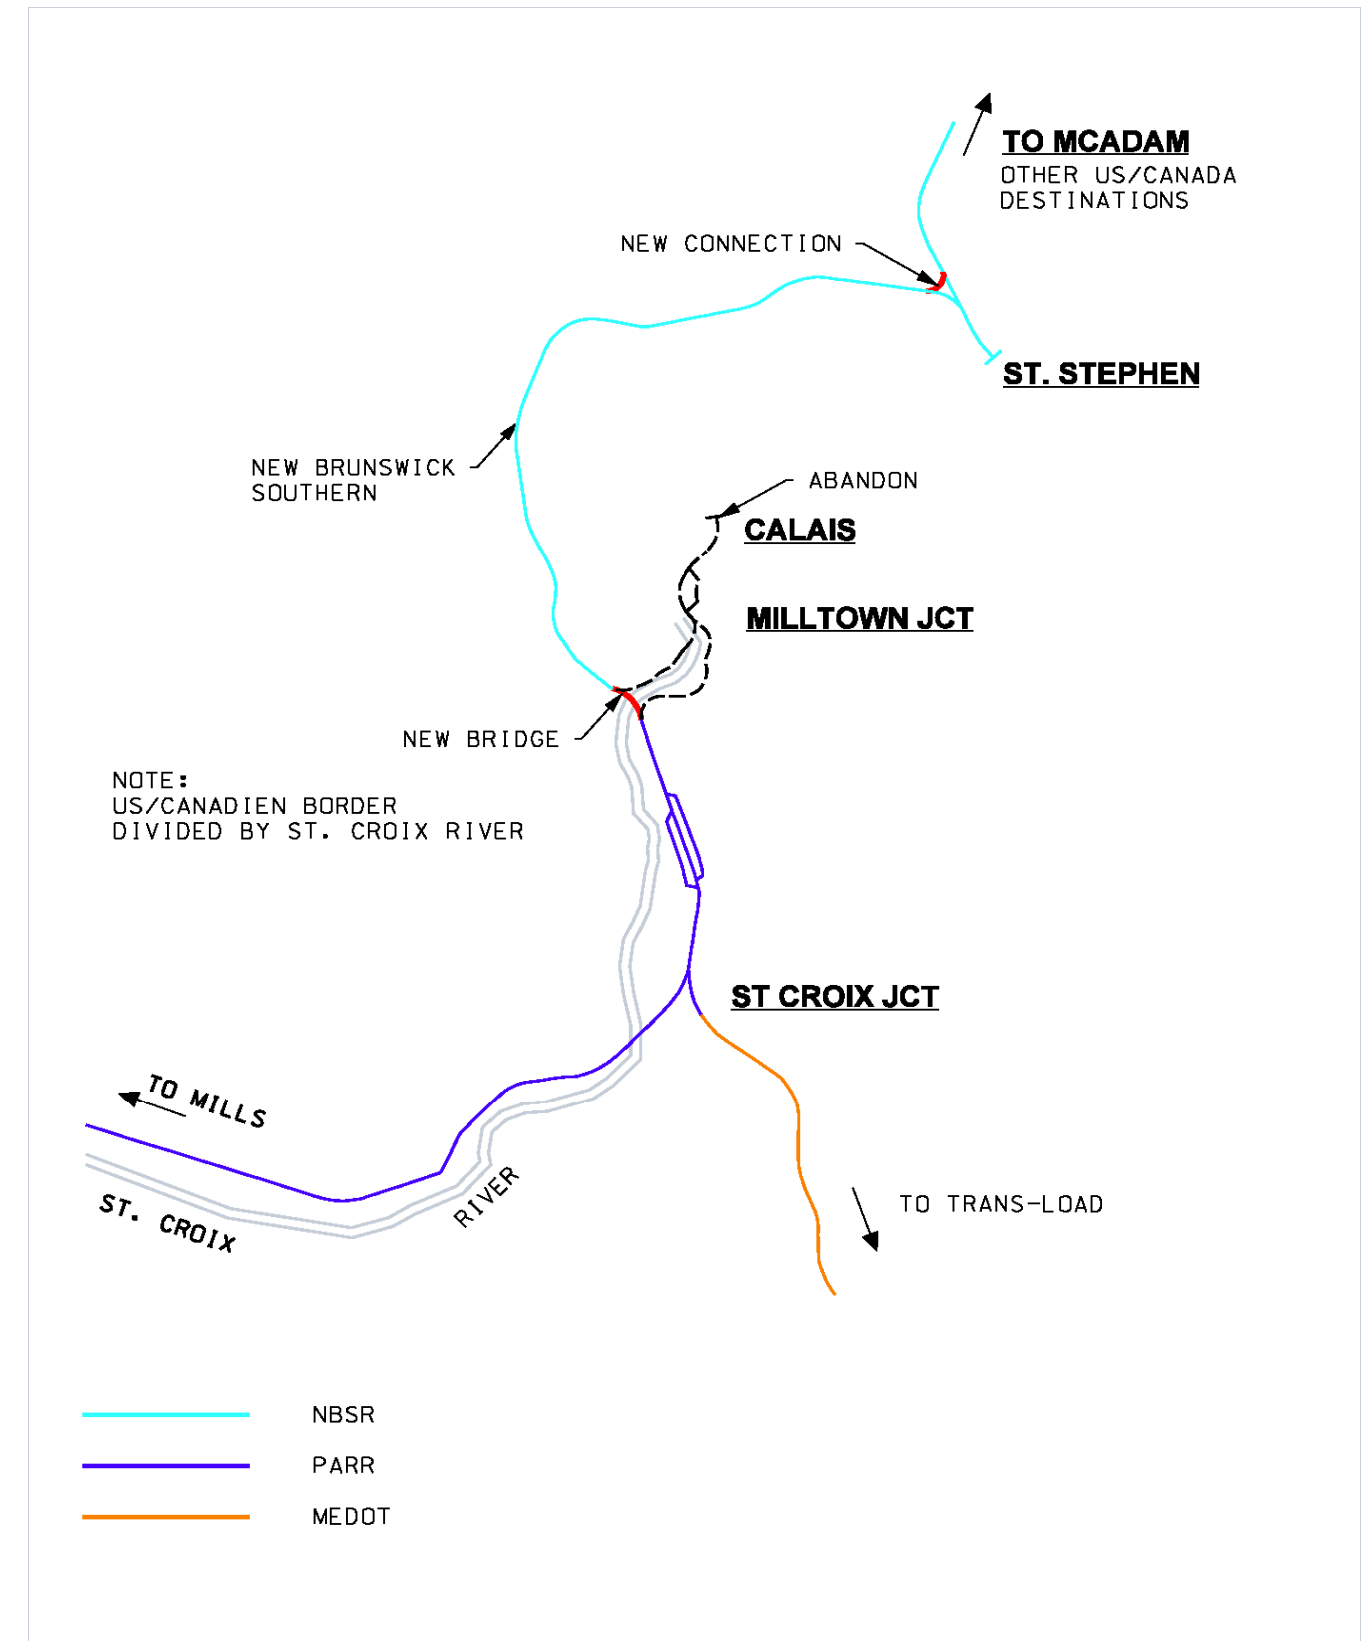 TO MCADAM
OTHER US/CANADA
DESTINATIONS
NEW CONNECTION
ST. STEPHEN
NEW BRUNSWICK
SOUTHERN
ABANDON
CALAIS
MILLTOWN JCT
NEW BRIDGE
NOTE:
US/CANADIEN BORDER
DIVIDED BY ST. CROIX RIVER
ST CROIX JCT
TO MILLS
ST. CROIX
RIVER
TO TRANS-LOAD
NBSR
PARR
MEDOT